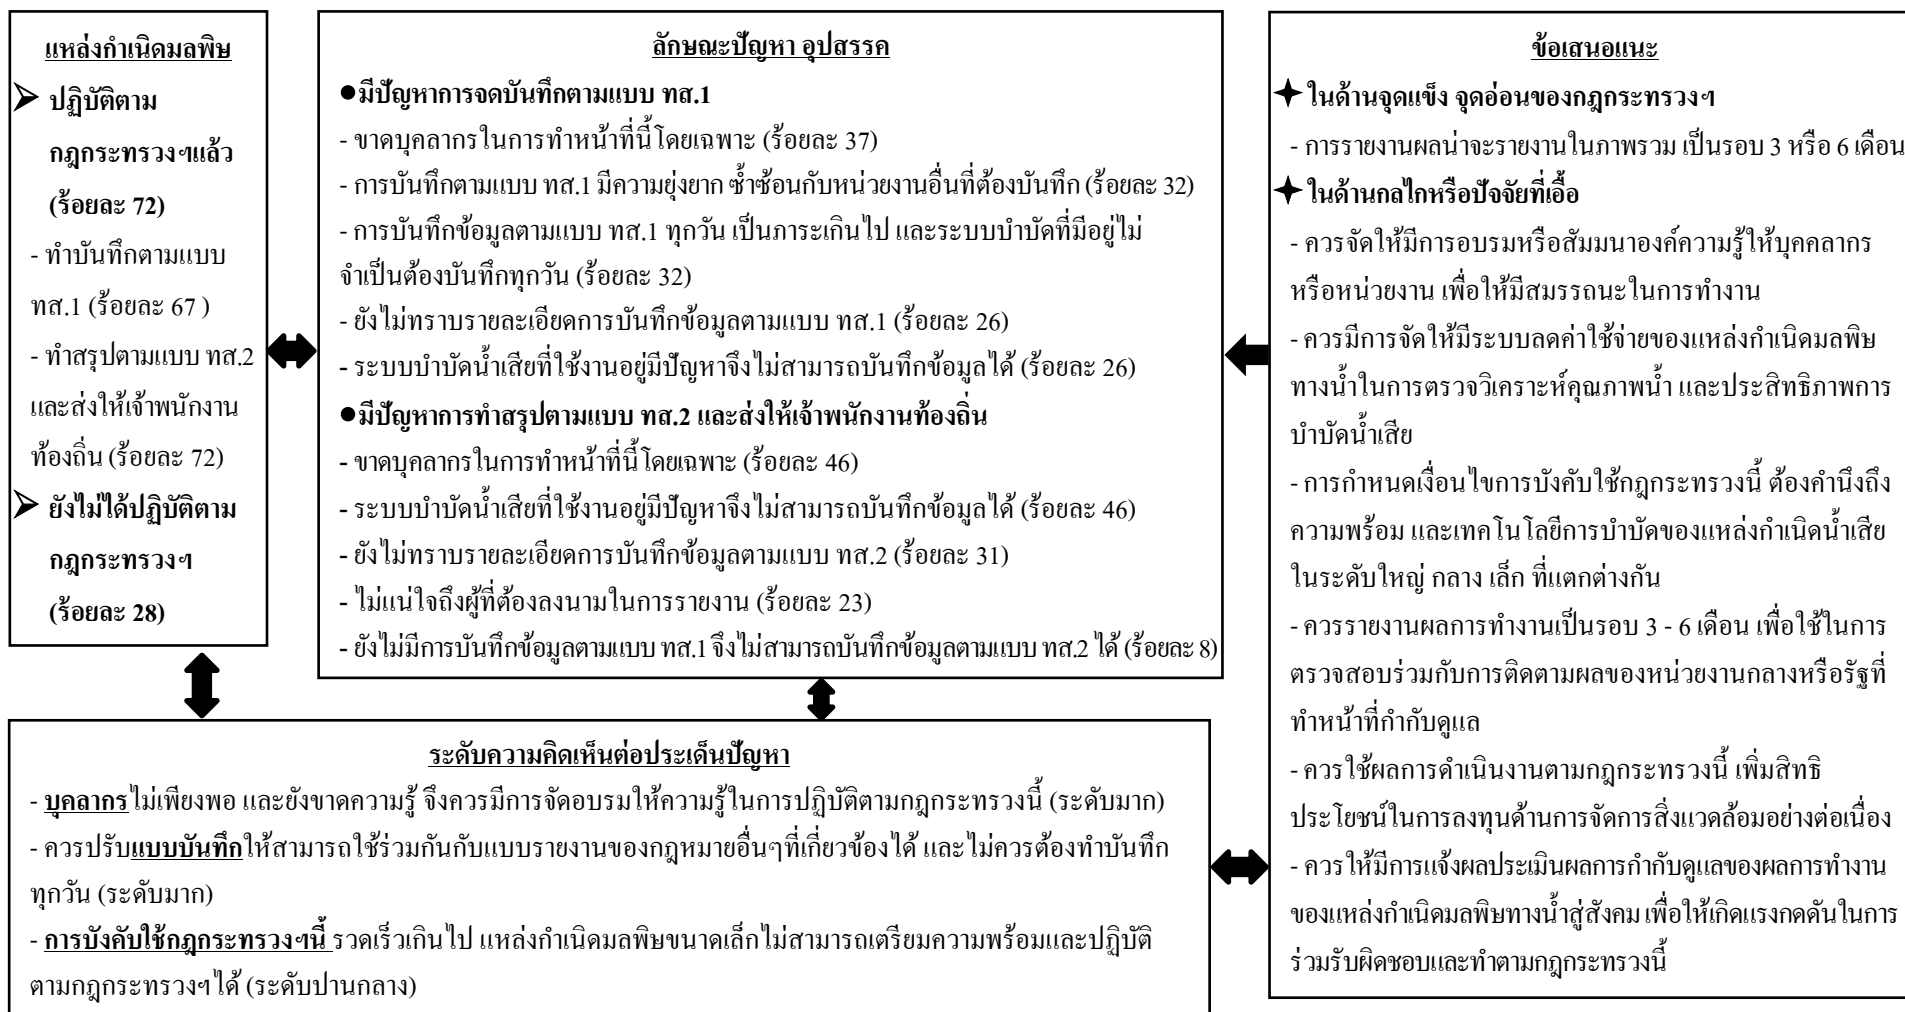 แหล่งกำเนิดมลพิษ
➢ ปฏิบัติตาม
กฎกระทรวงฯแล้ว
(ร้อยละ 72)
- ทำบันทึกตามแบบ
ทส.1 (ร้อยละ 67 )
- ทำสรุปตามแบบ ทส.2
และส่งให้เจ้าพนักงาน
ท้องถิ่น (ร้อยละ 72)
➢ ยังไม่ได้ปฏิบัติตาม
กฎกระทรวงฯ
(ร้อยละ 28)
ลักษณะปัญหา อุปสรรค
●มีปัญหาการจดบันทึกตามแบบ ทส.1
- ขาดบุคลากรในการทำหน้าที่นี้โดยเฉพาะ (ร้อยละ 37)
- การบันทึกตามแบบ ทส.1 มีความยุ่งยาก ซ้ำซ้อนกับหน่วยงานอื่นที่ต้องบันทึก (ร้อยละ 32)
- การบันทึกข้อมูลตามแบบ ทส.1 ทุกวัน เป็นภาระเกินไป และระบบบำบัดที่มีอยู่ไม่
จำเป็นต้องบันทึกทุกวัน (ร้อยละ 32)
- ยังไม่ทราบรายละเอียดการบันทึกข้อมูลตามแบบ ทส.1 (ร้อยละ 26)
- ระบบบำบัดน้ำเสียที่ใช้งานอยู่มีปัญหาจึงไม่สามารถบันทึกข้อมูลได้ (ร้อยละ 26)
●มีปัญหาการทำสรุปตามแบบ ทส.2 และส่งให้เจ้าพนักงานท้องถิ่น
- ขาดบุคลากรในการทำหน้าที่นี้โดยเฉพาะ (ร้อยละ 46)
- ระบบบำบัดน้ำเสียที่ใช้งานอยู่มีปัญหาจึงไม่สามารถบันทึกข้อมูลได้ (ร้อยละ 46)
- ยังไม่ทราบรายละเอียดการบันทึกข้อมูลตามแบบ ทส.2 (ร้อยละ 31)
- ไม่แน่ใจถึงผู้ที่ต้องลงนามในการรายงาน (ร้อยละ 23)
- ยังไม่มีการบันทึกข้อมูลตามแบบ ทส.1 จึงไม่สามารถบันทึกข้อมูลตามแบบ ทส.2 ได้ (ร้อยละ 8)
ข้อเสนอแนะ
✦ ในด้านจุดแข็ง จุดอ่อนของกฎกระทรวงฯ
- การรายงานผลน่าจะรายงานในภาพรวม เป็นรอบ 3 หรือ 6 เดือน
✦ ในด้านกลไกหรือปัจจัยที่เอื้อ
- ควรจัดให้มีการอบรมหรือสัมมนาองค์ความรู้ให้บุคคลากร
หรือหน่วยงาน เพื่อให้มีสมรรถนะในการทำงาน
- ควรมีการจัดให้มีระบบลดค่าใช้จ่ายของแหล่งกำเนิดมลพิษ
ทางน้ำในการตรวจวิเคราะห์คุณภาพน้ำ และประสิทธิภาพการ
บำบัดน้ำเสีย
- การกำหนดเงื่อนไขการบังคับใช้กฎกระทรวงนี้ ต้องคำนึงถึง
ความพร้อม และเทคโนโลยีการบำบัดของแหล่งกำเนิดน้ำเสีย
ในระดับใหญ่ กลาง เล็ก ที่แตกต่างกัน
- ควรรายงานผลการทำงานเป็นรอบ 3 - 6 เดือน เพื่อใช้ในการ
ตรวจสอบร่วมกับการติดตามผลของหน่วยงานกลางหรือรัฐที่
ทำหน้าที่กำกับดูแล
- ควรใช้ผลการดำเนินงานตามกฎกระทรวงนี้ เพิ่มสิทธิ
ประโยชน์ในการลงทุนด้านการจัดการสิ่งแวดล้อมอย่างต่อเนื่อง
- ควรให้มีการแจ้งผลประเมินผลการกำกับดูแลของผลการทำงาน
ของแหล่งกำเนิดมลพิษทางน้ำสู่สังคม เพื่อให้เกิดแรงกดดันในการ
ร่วมรับผิดชอบและทำตามกฎกระทรวงนี้
ระดับความคิดเห็นต่อประเด็นปัญหา
- บุคลากรไม่เพียงพอ และยังขาดความรู้ จึงควรมีการจัดอบรมให้ความรู้ในการปฏิบัติตามกฎกระทรวงนี้ (ระดับมาก)
- ควรปรับแบบบันทึกให้สามารถใช้ร่วมกันกับแบบรายงานของกฎหมายอื่นๆที่เกี่ยวข้องได้ และไม่ควรต้องทำบันทึก
ทุกวัน (ระดับมาก)
- การบังคับใช้กฎกระทรวงฯนี้ รวดเร็วเกินไป แหล่งกำเนิดมลพิษขนาดเล็กไม่สามารถเตรียมความพร้อมและปฏิบัติ
ตามกฎกระทรวงฯได้ (ระดับปานกลาง)